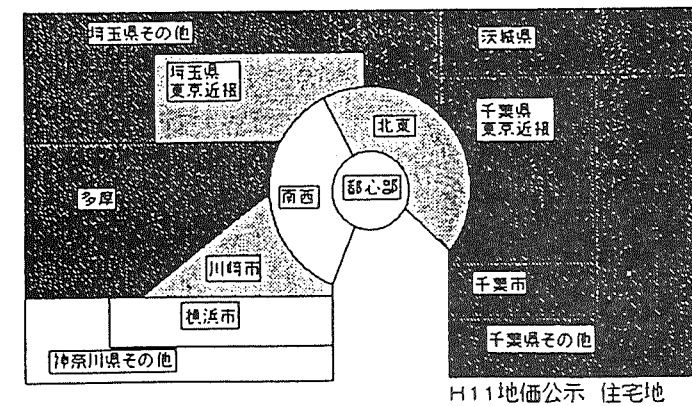 埼玉県その他
茨城県
埼玉県
東京近接
千葉県
東京近接
北東
都心部
南西
多摩
川崎市
千葉市
横浜市
千葉県その他
神奈川県その他
H11地価公示 住宅地